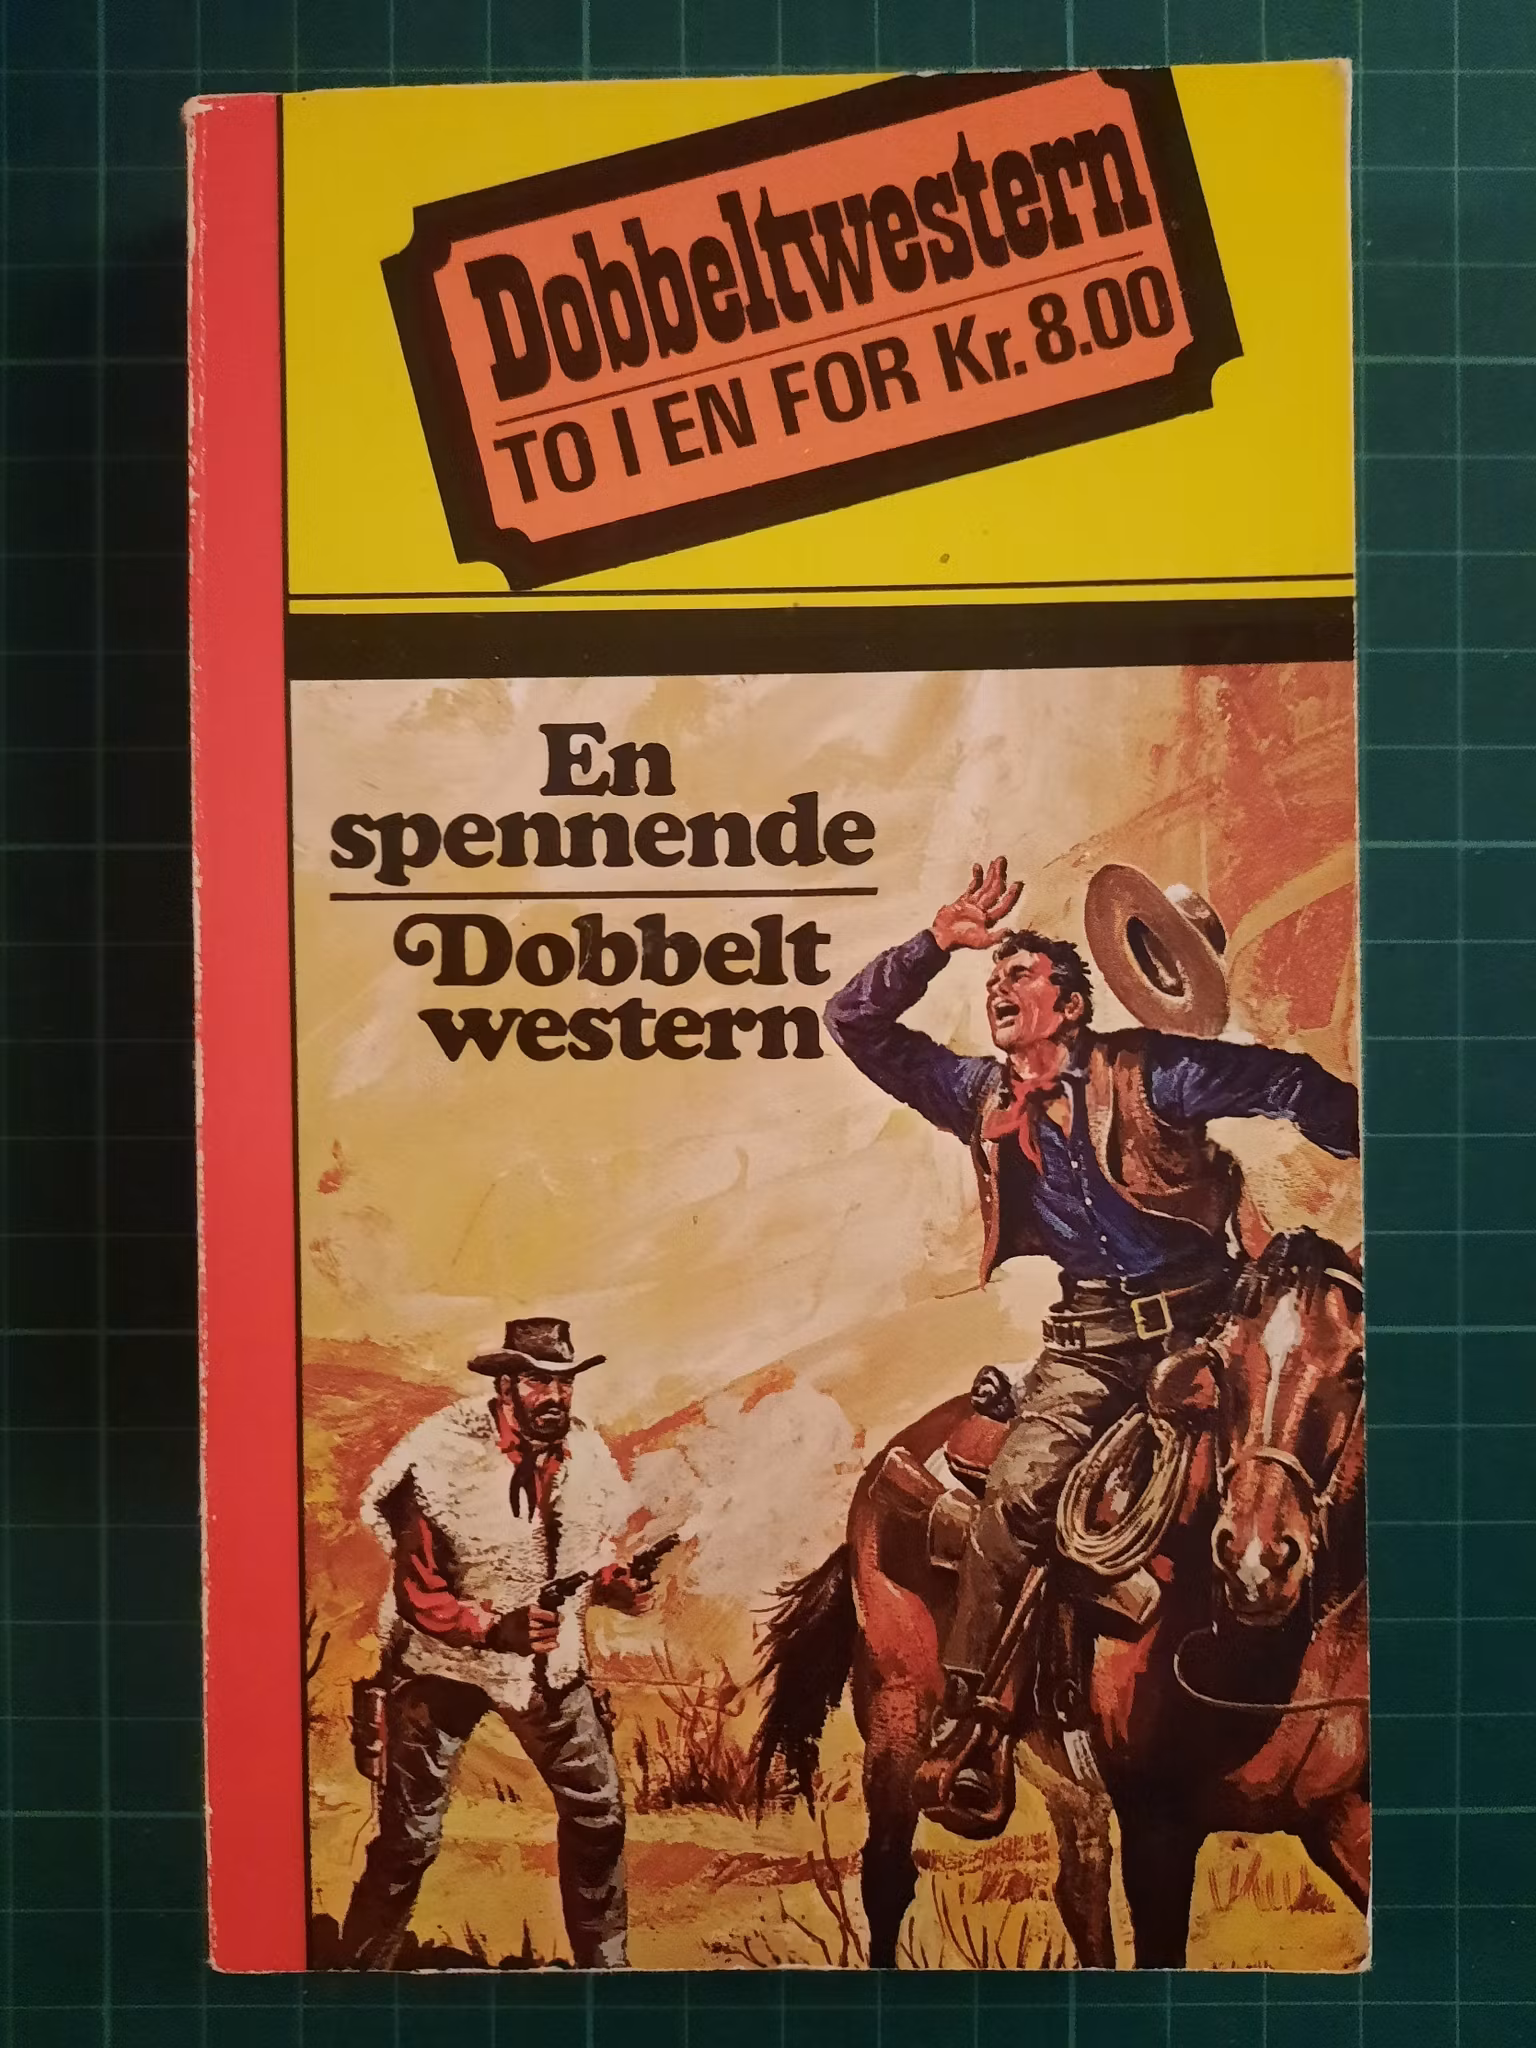 Dobbeltwestern
TO I EN FOR Kr. 8.00
En
spennende
Dobbelt
western